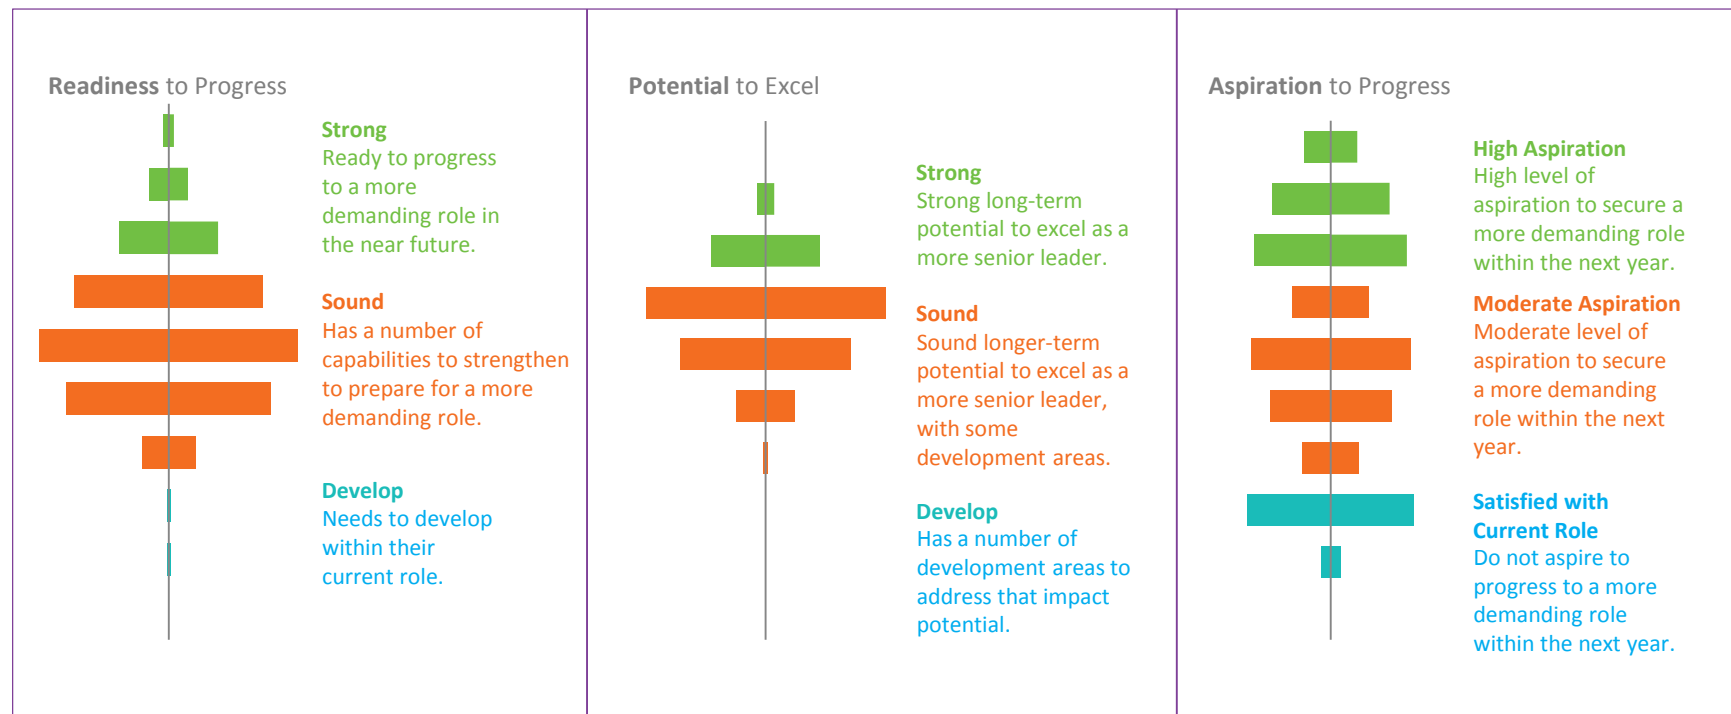 Readiness to Progress
Strong
Ready to progress
to a more
demanding role in
the near future.
Sound
Has a number of
capabilities to strengthen
to prepare for a more
demanding role.
Develop
Needs to develop
within their
current role.
Potential to Excel
Strong
Strong long-term
potential to excel as a
more senior leader.
Sound
Sound longer-term
potential to excel as a
more senior leader,
with some
development areas.
Develop
Has a number of
development areas to
address that impact
potential.
Aspiration to Progress
High Aspiration
High level of
aspiration to secure a
more demanding role
within the next year.
Moderate Aspiration
Moderate level of
aspiration to secure
a more demanding
role within the next
year.
Satisfied with
Current Role
Do not aspire to
progress to a more
demanding role
within the next year.